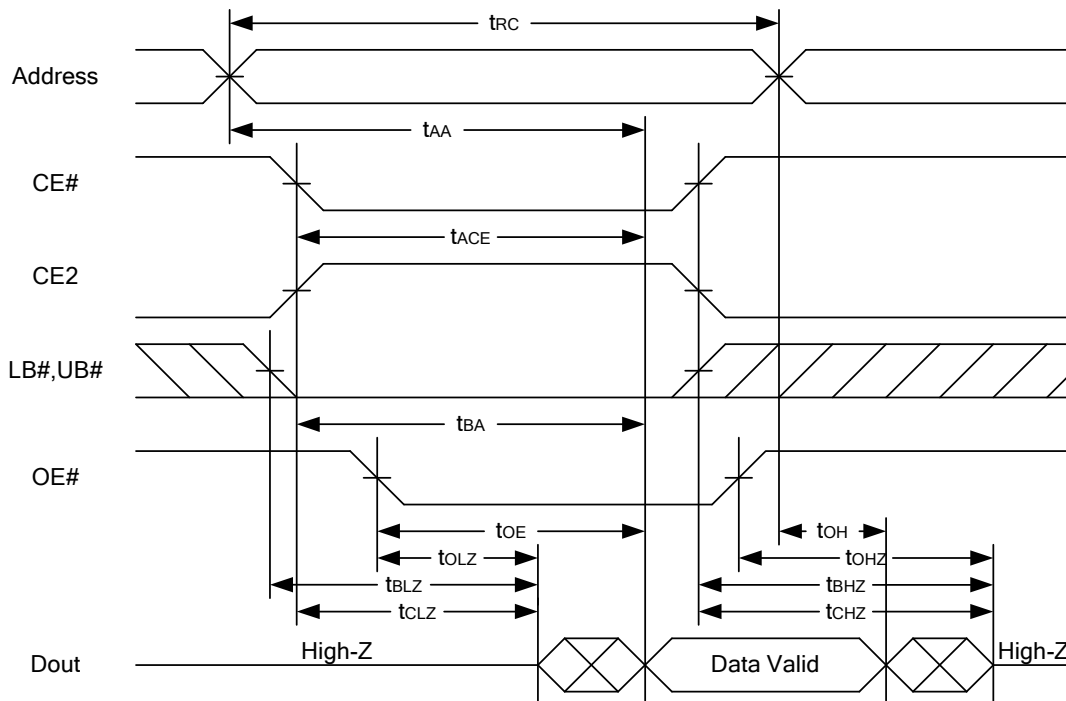 tRC
Address
tAA
CE#
tACE
CE2
LB#,UB#
tBA
OE#
tOE
tOH
tOLZ
tOHZ
tBLZ
tBHZ
tCLZ
tCHZ
Dout
High-Z
Data Valid
High-Z